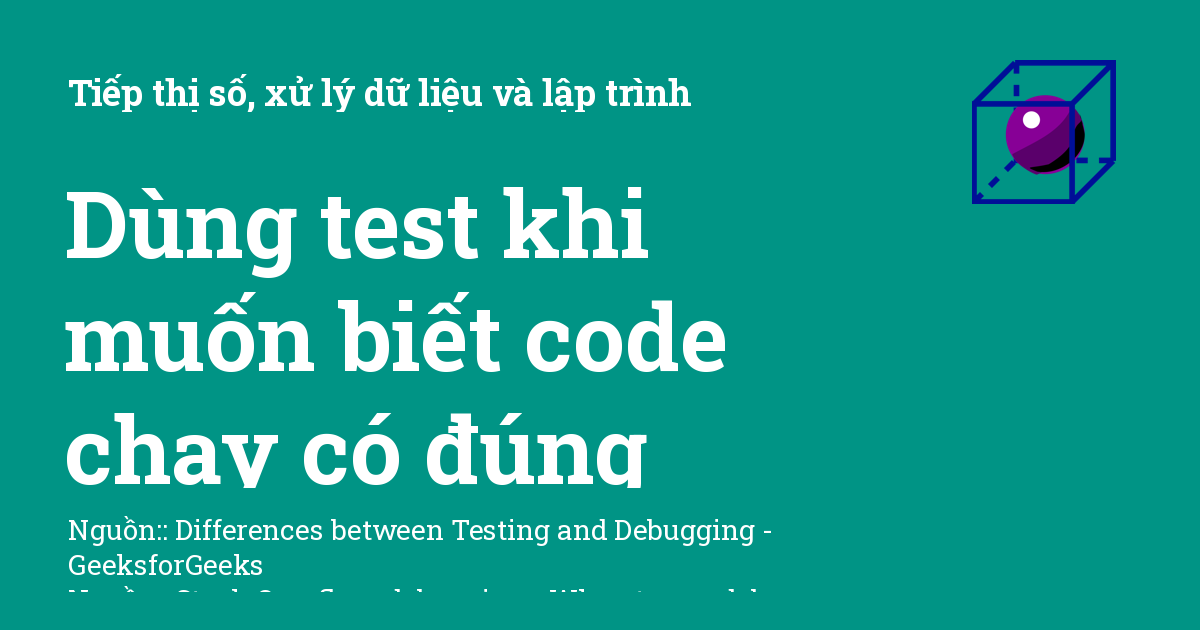 Tiếp thị số, xử lý dữ liệu và lập trình
Dùng test khi
muốn biết code
chạy có đúng
Nguồn:: Differences between Testing and Debugging -
GeeksforGeeks